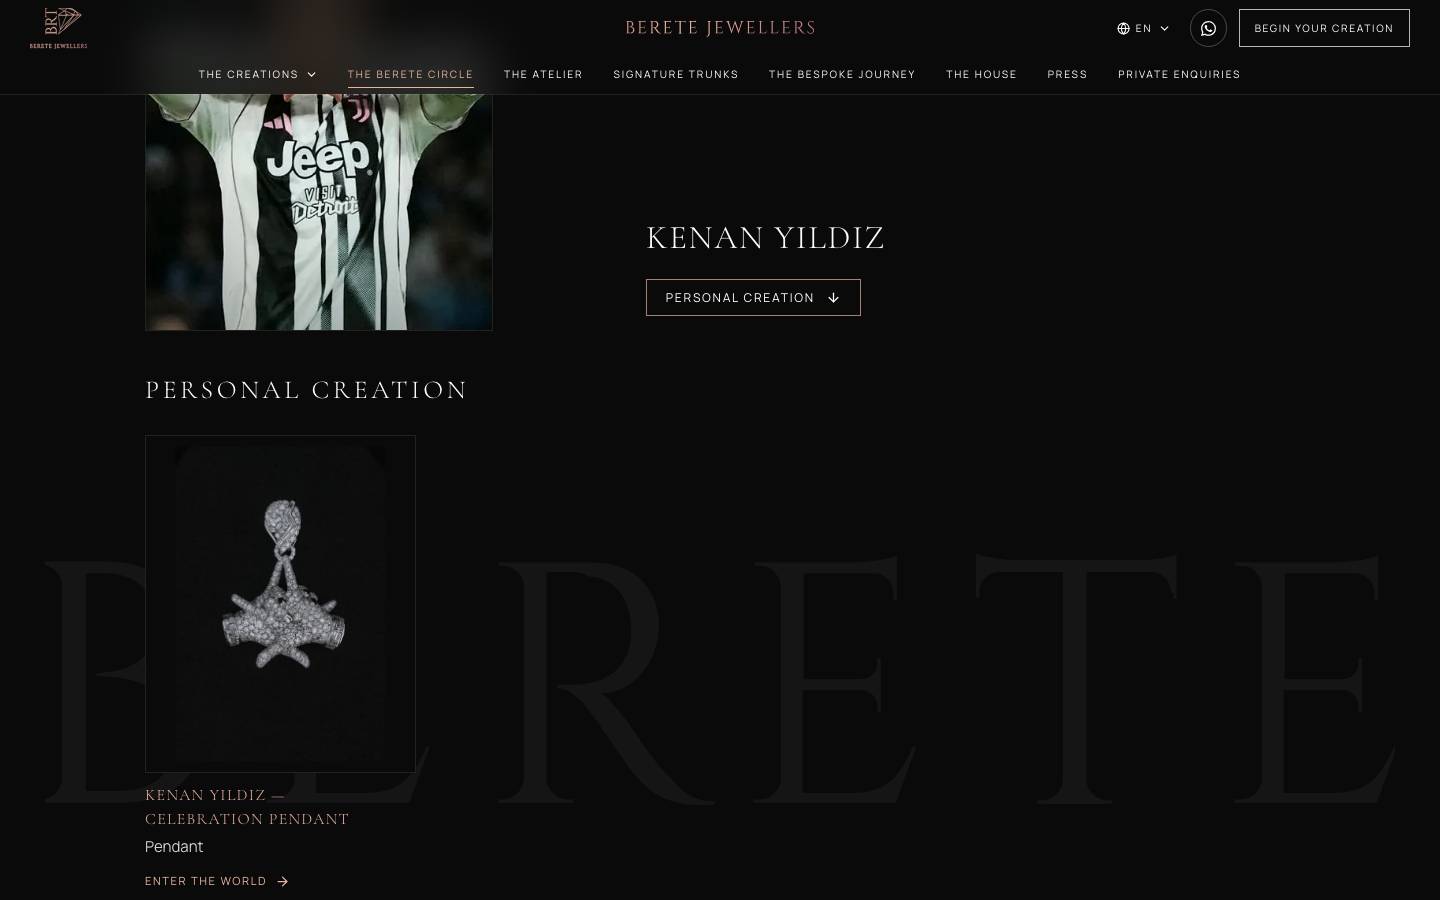 BRT
BERETE JEWELLERS
BERETE JEWELLERS
EN
BEGIN YOUR CREATION
THE CREATIONS
THE BERETE CIRCLE
THE ATELIER
SIGNATURE TRUNKS
THE BESPOKE JOURNEY
THE HOUSE
PRESS
PRIVATE ENQUIRIES
Jeep
VISIT
Detroit
KENAN YILDIZ
PERSONAL CREATION
PERSONAL CREATION
BERETE
KENAN YILDIZ —
CELEBRATION PENDANT
Pendant
ENTER THE WORLD